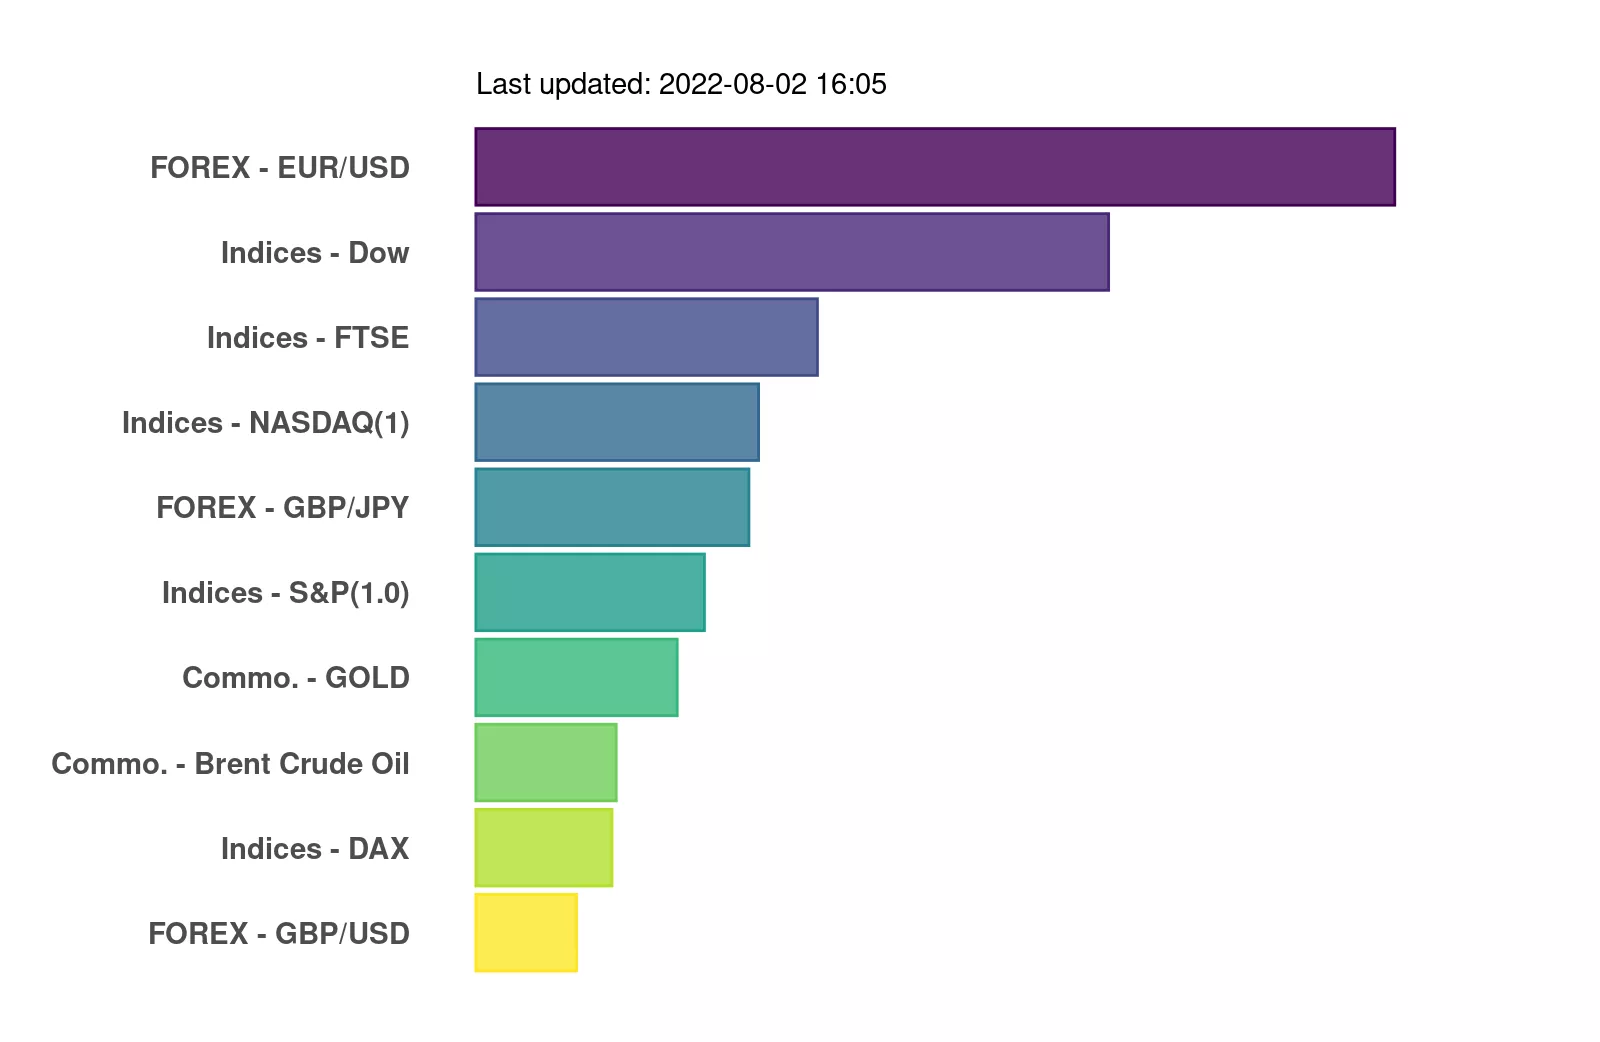 Last updated: 2022-08-02 16:05
FOREX - EUR/USD
Indices - Dow
Indices - FTSE
Indices - NASDAQ(1)
FOREX - GBP/JPY
Indices - S&P(1.0)
Commo. - GOLD
Commo. - Brent Crude Oil
Indices - DAX
FOREX - GBP/USD